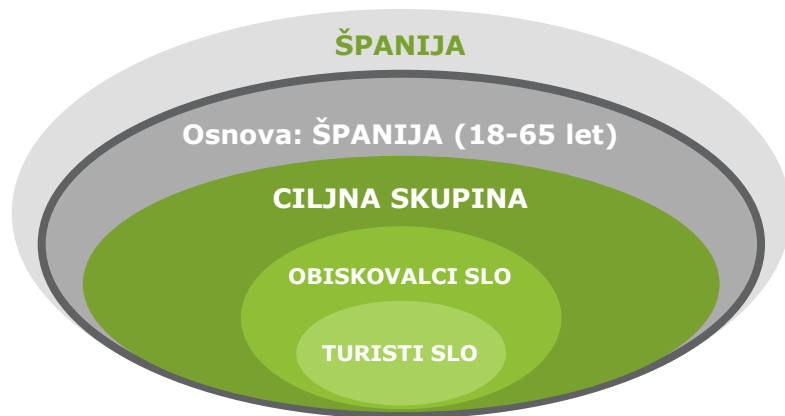 ŠPANIJA
Osnova: ŠPANIJA (18-65 let)
CILJNA SKUPINA
OBISKOVALCI SLO
TURISTI SLO